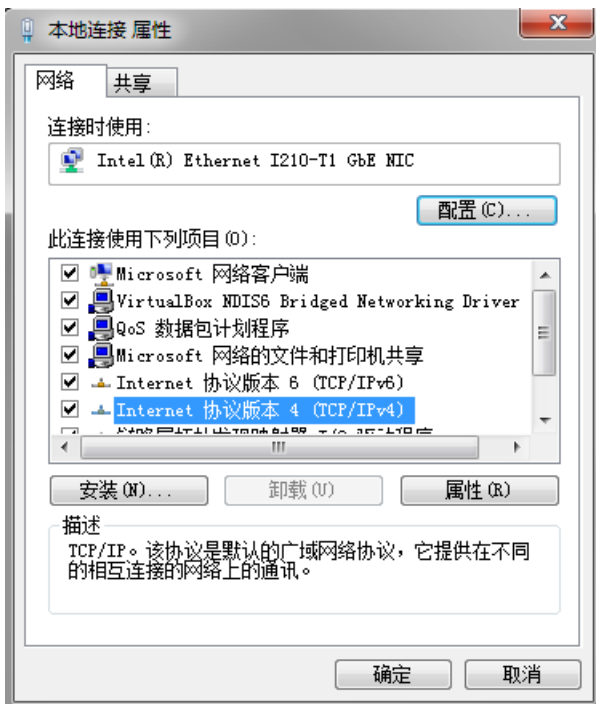 本地连接 属性
网络
共享
连接时使用:
Intel(R) Ethernet I210-T1 GbE NIC
配置(C)...
此连接使用下列项目(O):
Microsoft 网络客户端
VirtualBox NDIS6 Bridged Networking Driver
QoS 数据包计划程序
Microsoft 网络的文件和打印机共享
Internet 协议版本 6 (TCP/IPv6)
Internet 协议版本 4 (TCP/IPv4)
安装(N)...
卸载(U)
属性(R)
描述
TCP/IP。该协议是默认的广域网络协议，它提供在不同
的相互连接的网络上的通讯。
确定
取消